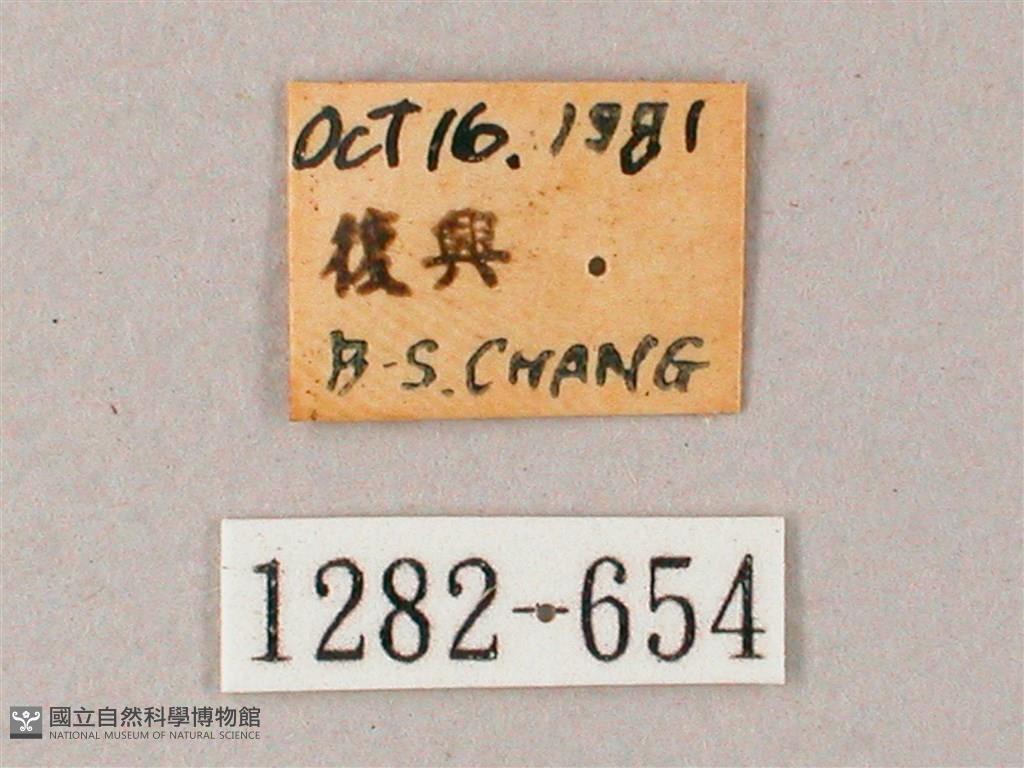 OCT 16. 1981
復興
B-S. CHANG
1282-654
國立自然科學博物館
NATIONAL MUSEUM OF NATURAL SCIENCE